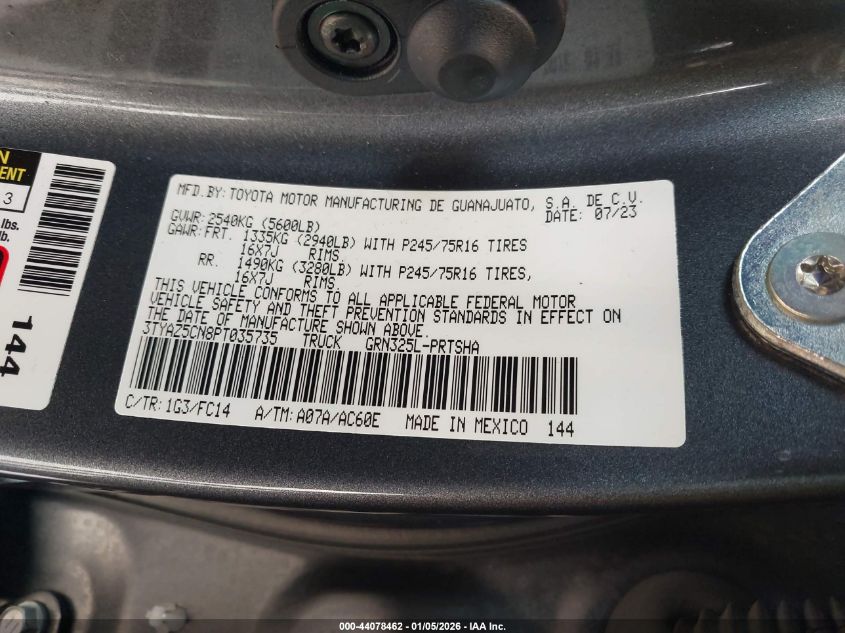 MFD.BY: TOYOTA MOTOR MANUFACTURING DE GUANAJUATO, S.A. DE C.V.
GVWR: 2540KG (5600LB) DATE: 07/23
GAWR: FRT. 1335KG (2940LB) WITH P245/75R16 TIRES
16X7J RIMS,
RR. 1490KG (3280LB) WITH P245/75R16 TIRES,
16X7J RIMS.
THIS VEHICLE CONFORMS TO ALL APPLICABLE FEDERAL MOTOR
VEHICLE SAFETY AND THEFT PREVENTION STANDARDS IN EFFECT ON
THE DATE OF MANUFACTURE SHOWN ABOVE.
3TYAZ5CN8PT035735 TRUCK GRN325L-PRTSHA
C/TR: 1G3/FC14 A/TM: A07A/AC60E MADE IN MEXICO 144
3
lbs.
lb.
144
000-44078462 - 01/05/2026 - IAA Inc.